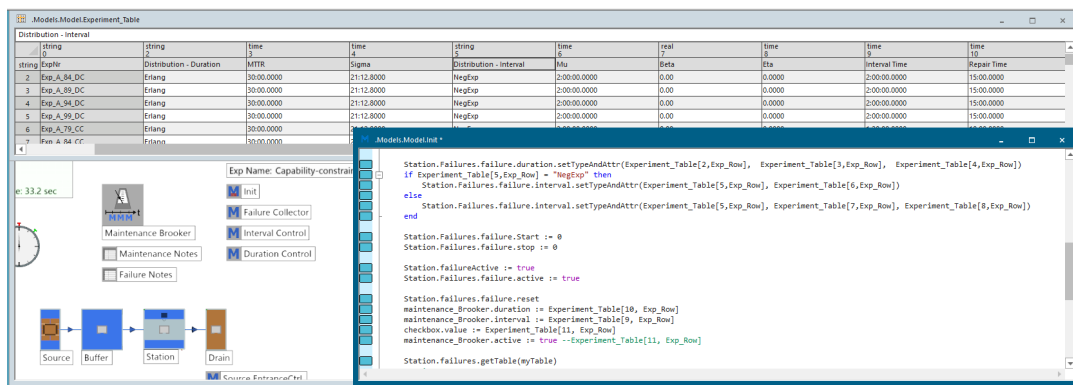 .Models.Model.Experiment_Table
Distribution - Interval
string string time time string time real time time time
0 2 3 4 5 6 7 8 9 10
string ExpNr Distribution - Duration MTTR Sigma Distribution - Interval Mu Beta Eta Interval Time Repair Time
2 Exp_A_84_DC Erlang 30:00.0000 21:12.8000 NegExp 2:00:00.0000 0.00 0.0000 2:00:00.0000 15:00.0000
3 Exp_A_89_DC Erlang 30:00.0000 21:12.8000 NegExp 2:00:00.0000 0.00 0.0000 2:00:00.0000 15:00.0000
4 Exp_A_94_DC Erlang 30:00.0000 21:12.8000 NegExp 2:00:00.0000 0.00 0.0000 2:00:00.0000 15:00.0000
5 Exp_A_99_DC Erlang 30:00.0000 21:12.8000 NegExp 2:00:00.0000 0.00 0.0000 2:00:00.0000 15:00.0000
6 Exp_A_79_CC Erlang 30:00.0000
7 Exp_A_84_CC Erlang 30:00.0000
e: 33.2 sec
MMM
Maintenance Brooker
Maintenance Notes
Failure Notes
Exp Name: Capability-constrain
M Init
M Failure Collector
M Interval Control
M Duration Control
Source
Buffer
Station
Drain
M Source EntranceCtrl
.Models.Model.Init *
Station.Failures.failure.duration.setTypeAndAttr(Experiment_Table[2,Exp_Row], Experiment_Table[3,Exp_Row], Experiment_Table[4,Exp_Row])
if Experiment_Table[5,Exp_Row] = "NegExp" then
Station.Failures.failure.interval.setTypeAndAttr(Experiment_Table[5,Exp_Row], Experiment_Table[6,Exp_Row])
else
Station.Failures.failure.interval.setTypeAndAttr(Experiment_Table[5,Exp_Row], Experiment_Table[7,Exp_Row], Experiment_Table[8,Exp_Row])
end
Station.Failures.failure.Start := 0
Station.Failures.failure.stop := 0
Station.failureActive := true
Station.Failures.failure.active := true
Station.Failures.failure.reset
maintenance_Brooker.duration := Experiment_Table[10, Exp_Row]
maintenance_Brooker.interval := Experiment_Table[9, Exp_Row]
checkbox.value := Experiment_Table[11, Exp_Row]
maintenance_Brooker.active := true --Experiment_Table[11, Exp_Row]
Station.failures.getTable(myTable)